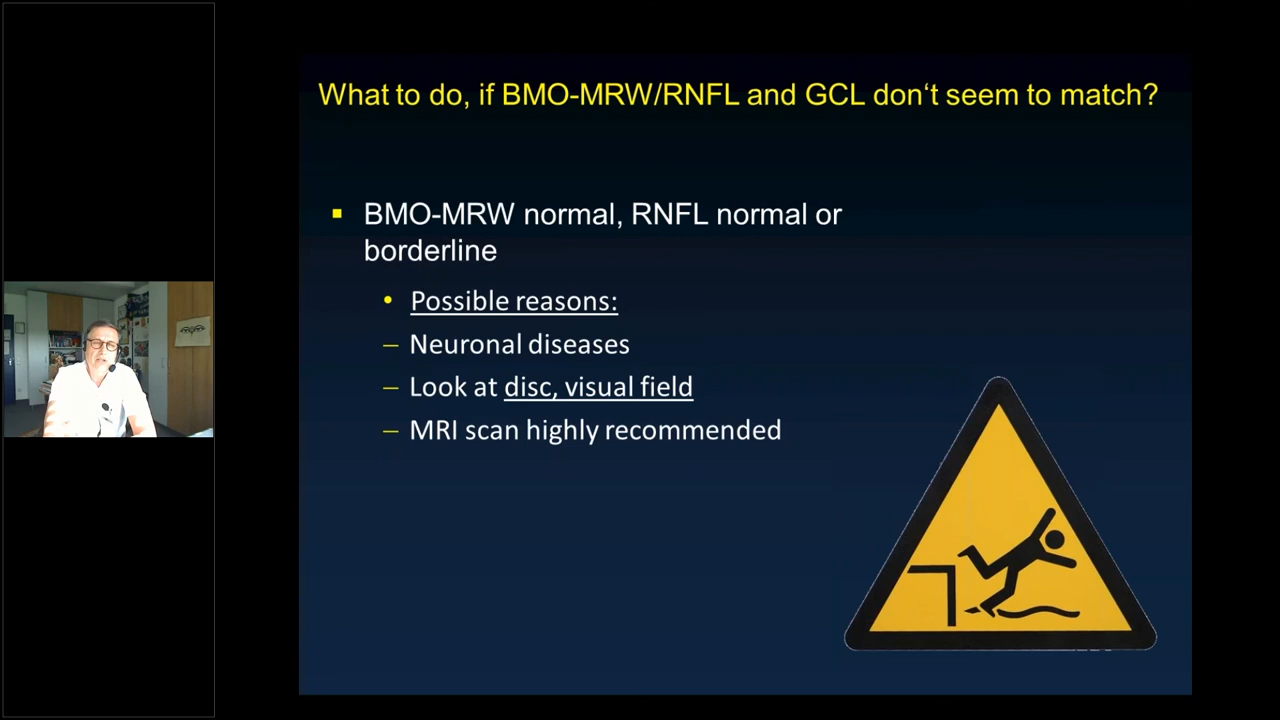 What to do, if BMO-MRW/RNFL and GCL don‘t seem to match?
BMO-MRW normal, RNFL normal or
borderline
Possible reasons:
– Neuronal diseases
– Look at disc, visual field
– MRI scan highly recommended